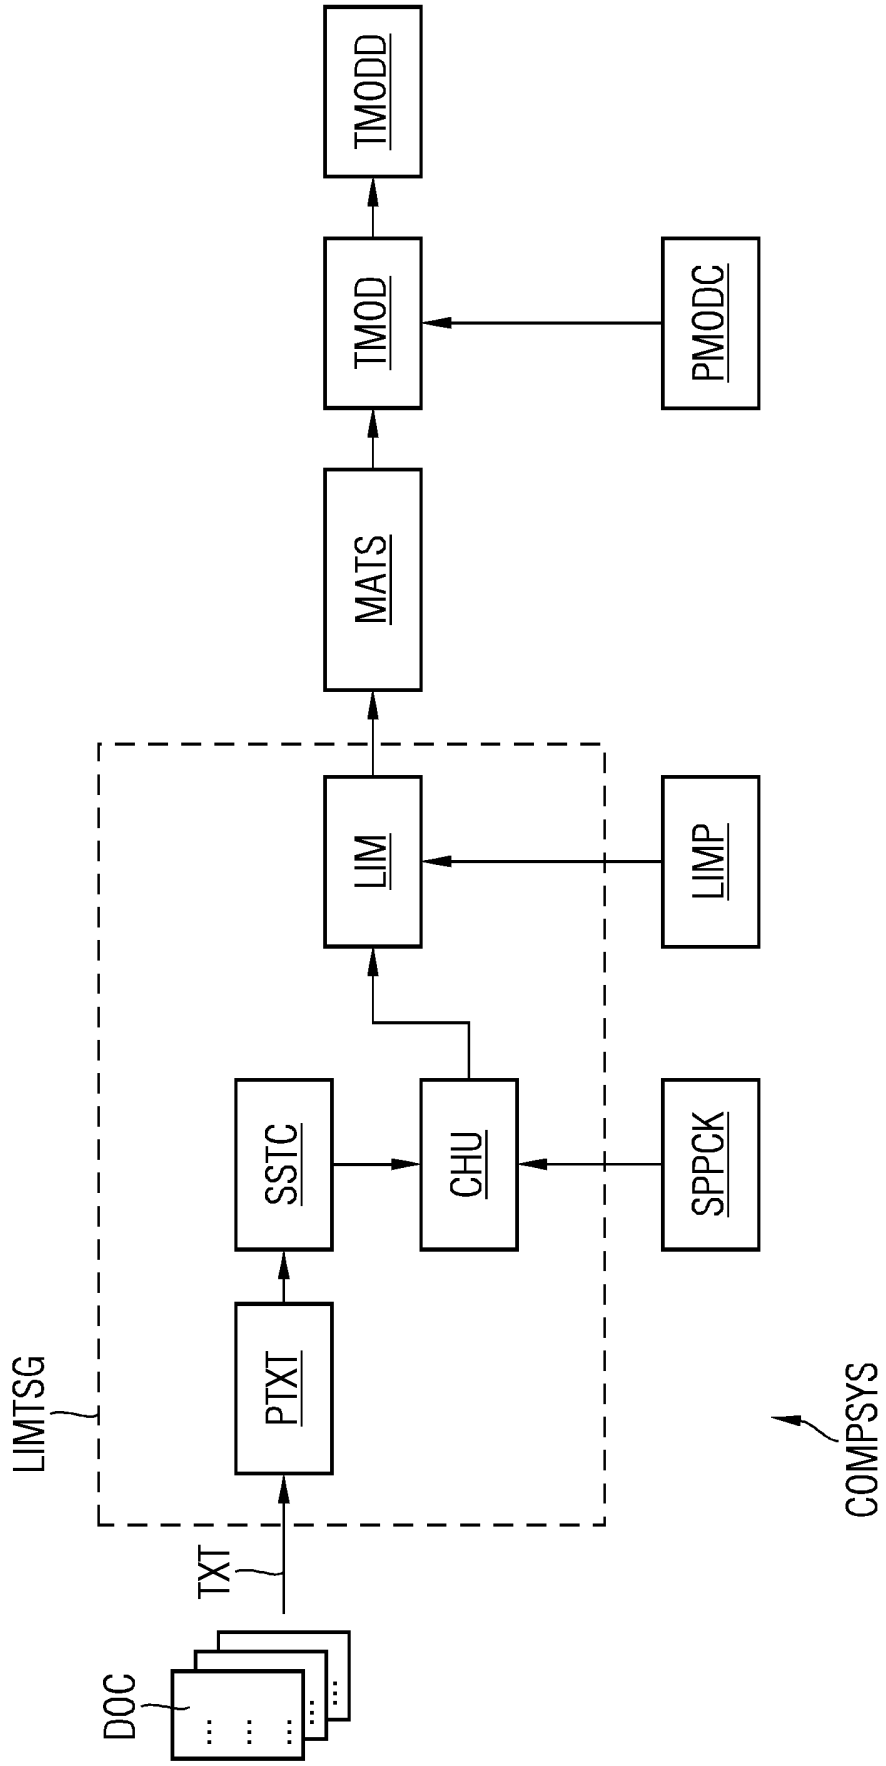 LIMTSG
DOC
TXT
PTXT
SSTC
CHU
LIM
MATS
TMOD
TMODD
SPPCK
LIMP
PMODC
COMPSYS